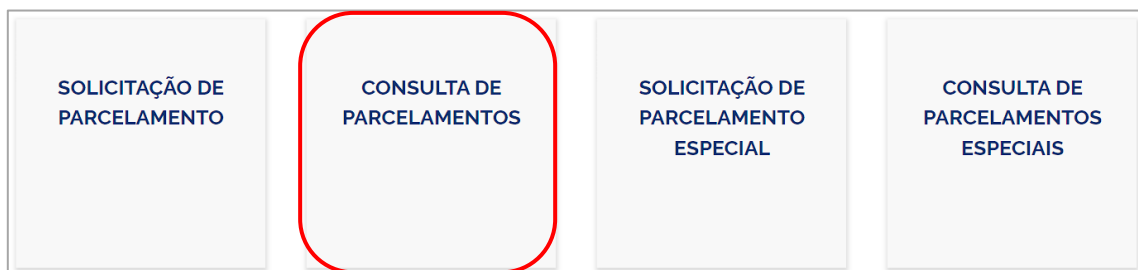 SOLICITAÇÃO DE
PARCELAMENTO
CONSULTA DE
PARCELAMENTOS
SOLICITAÇÃO DE
PARCELAMENTO
ESPECIAL
CONSULTA DE
PARCELAMENTOS
ESPECIAIS